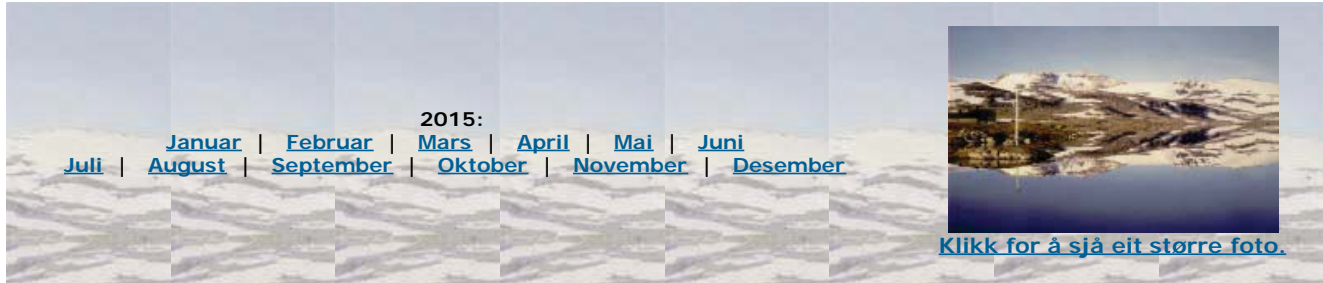 2015:
Januar | Februar | Mars | April | Mai | Juni
Juli | August | September | Oktober | November | Desember
Klikk for å sjå eit større foto.